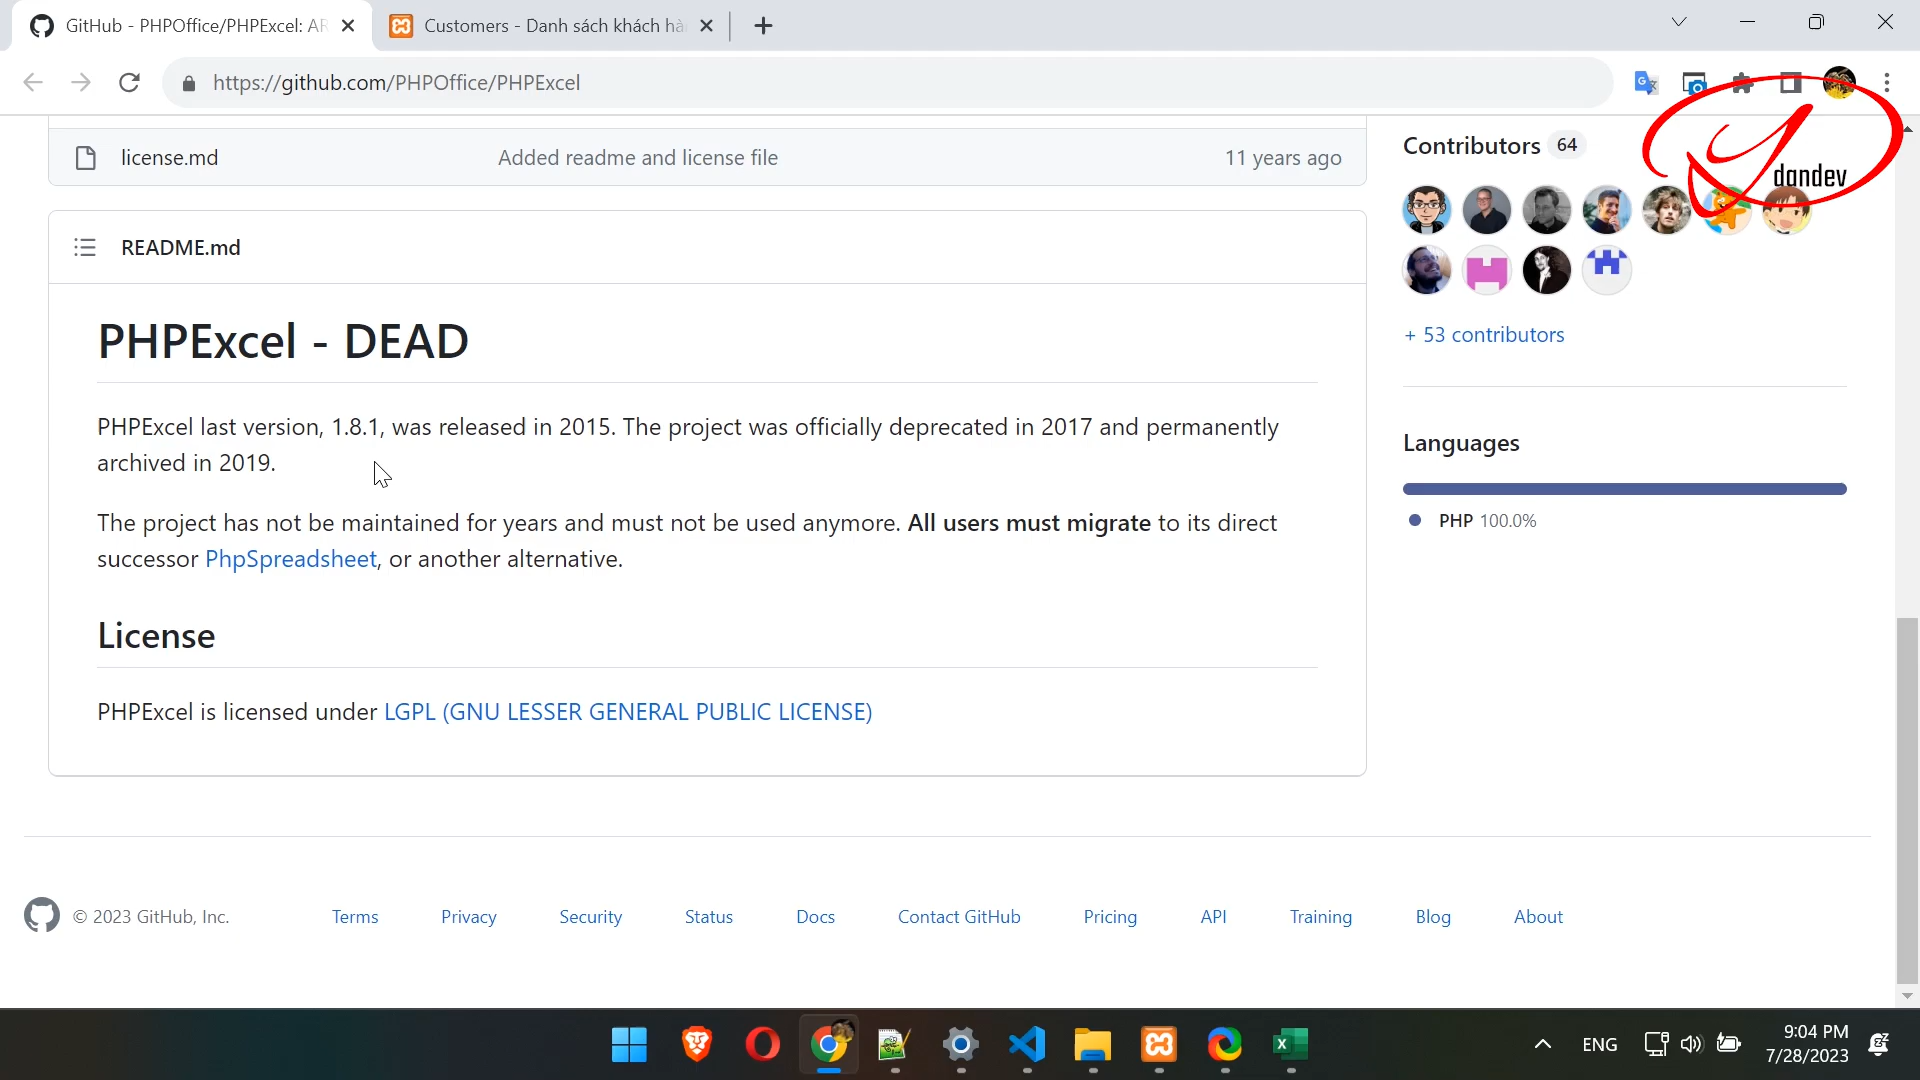 GitHub - PHPOffice/PHPExcel: AR
Customers - Danh sách khách hà
https://github.com/PHPOffice/PHPExcel
license.md Added readme and license file 11 years ago
README.md
PHPExcel - DEAD
PHPExcel last version, 1.8.1, was released in 2015. The project was officially deprecated in 2017 and permanently
archived in 2019.
The project has not be maintained for years and must not be used anymore. All users must migrate to its direct
successor PhpSpreadsheet, or another alternative.
License
PHPExcel is licensed under LGPL (GNU LESSER GENERAL PUBLIC LICENSE)
Contributors 64
dandev
+ 53 contributors
Languages
PHP 100.0%
© 2023 GitHub, Inc. Terms Privacy Security Status Docs Contact GitHub Pricing API Training Blog About
ENG
9:04 PM
7/28/2023